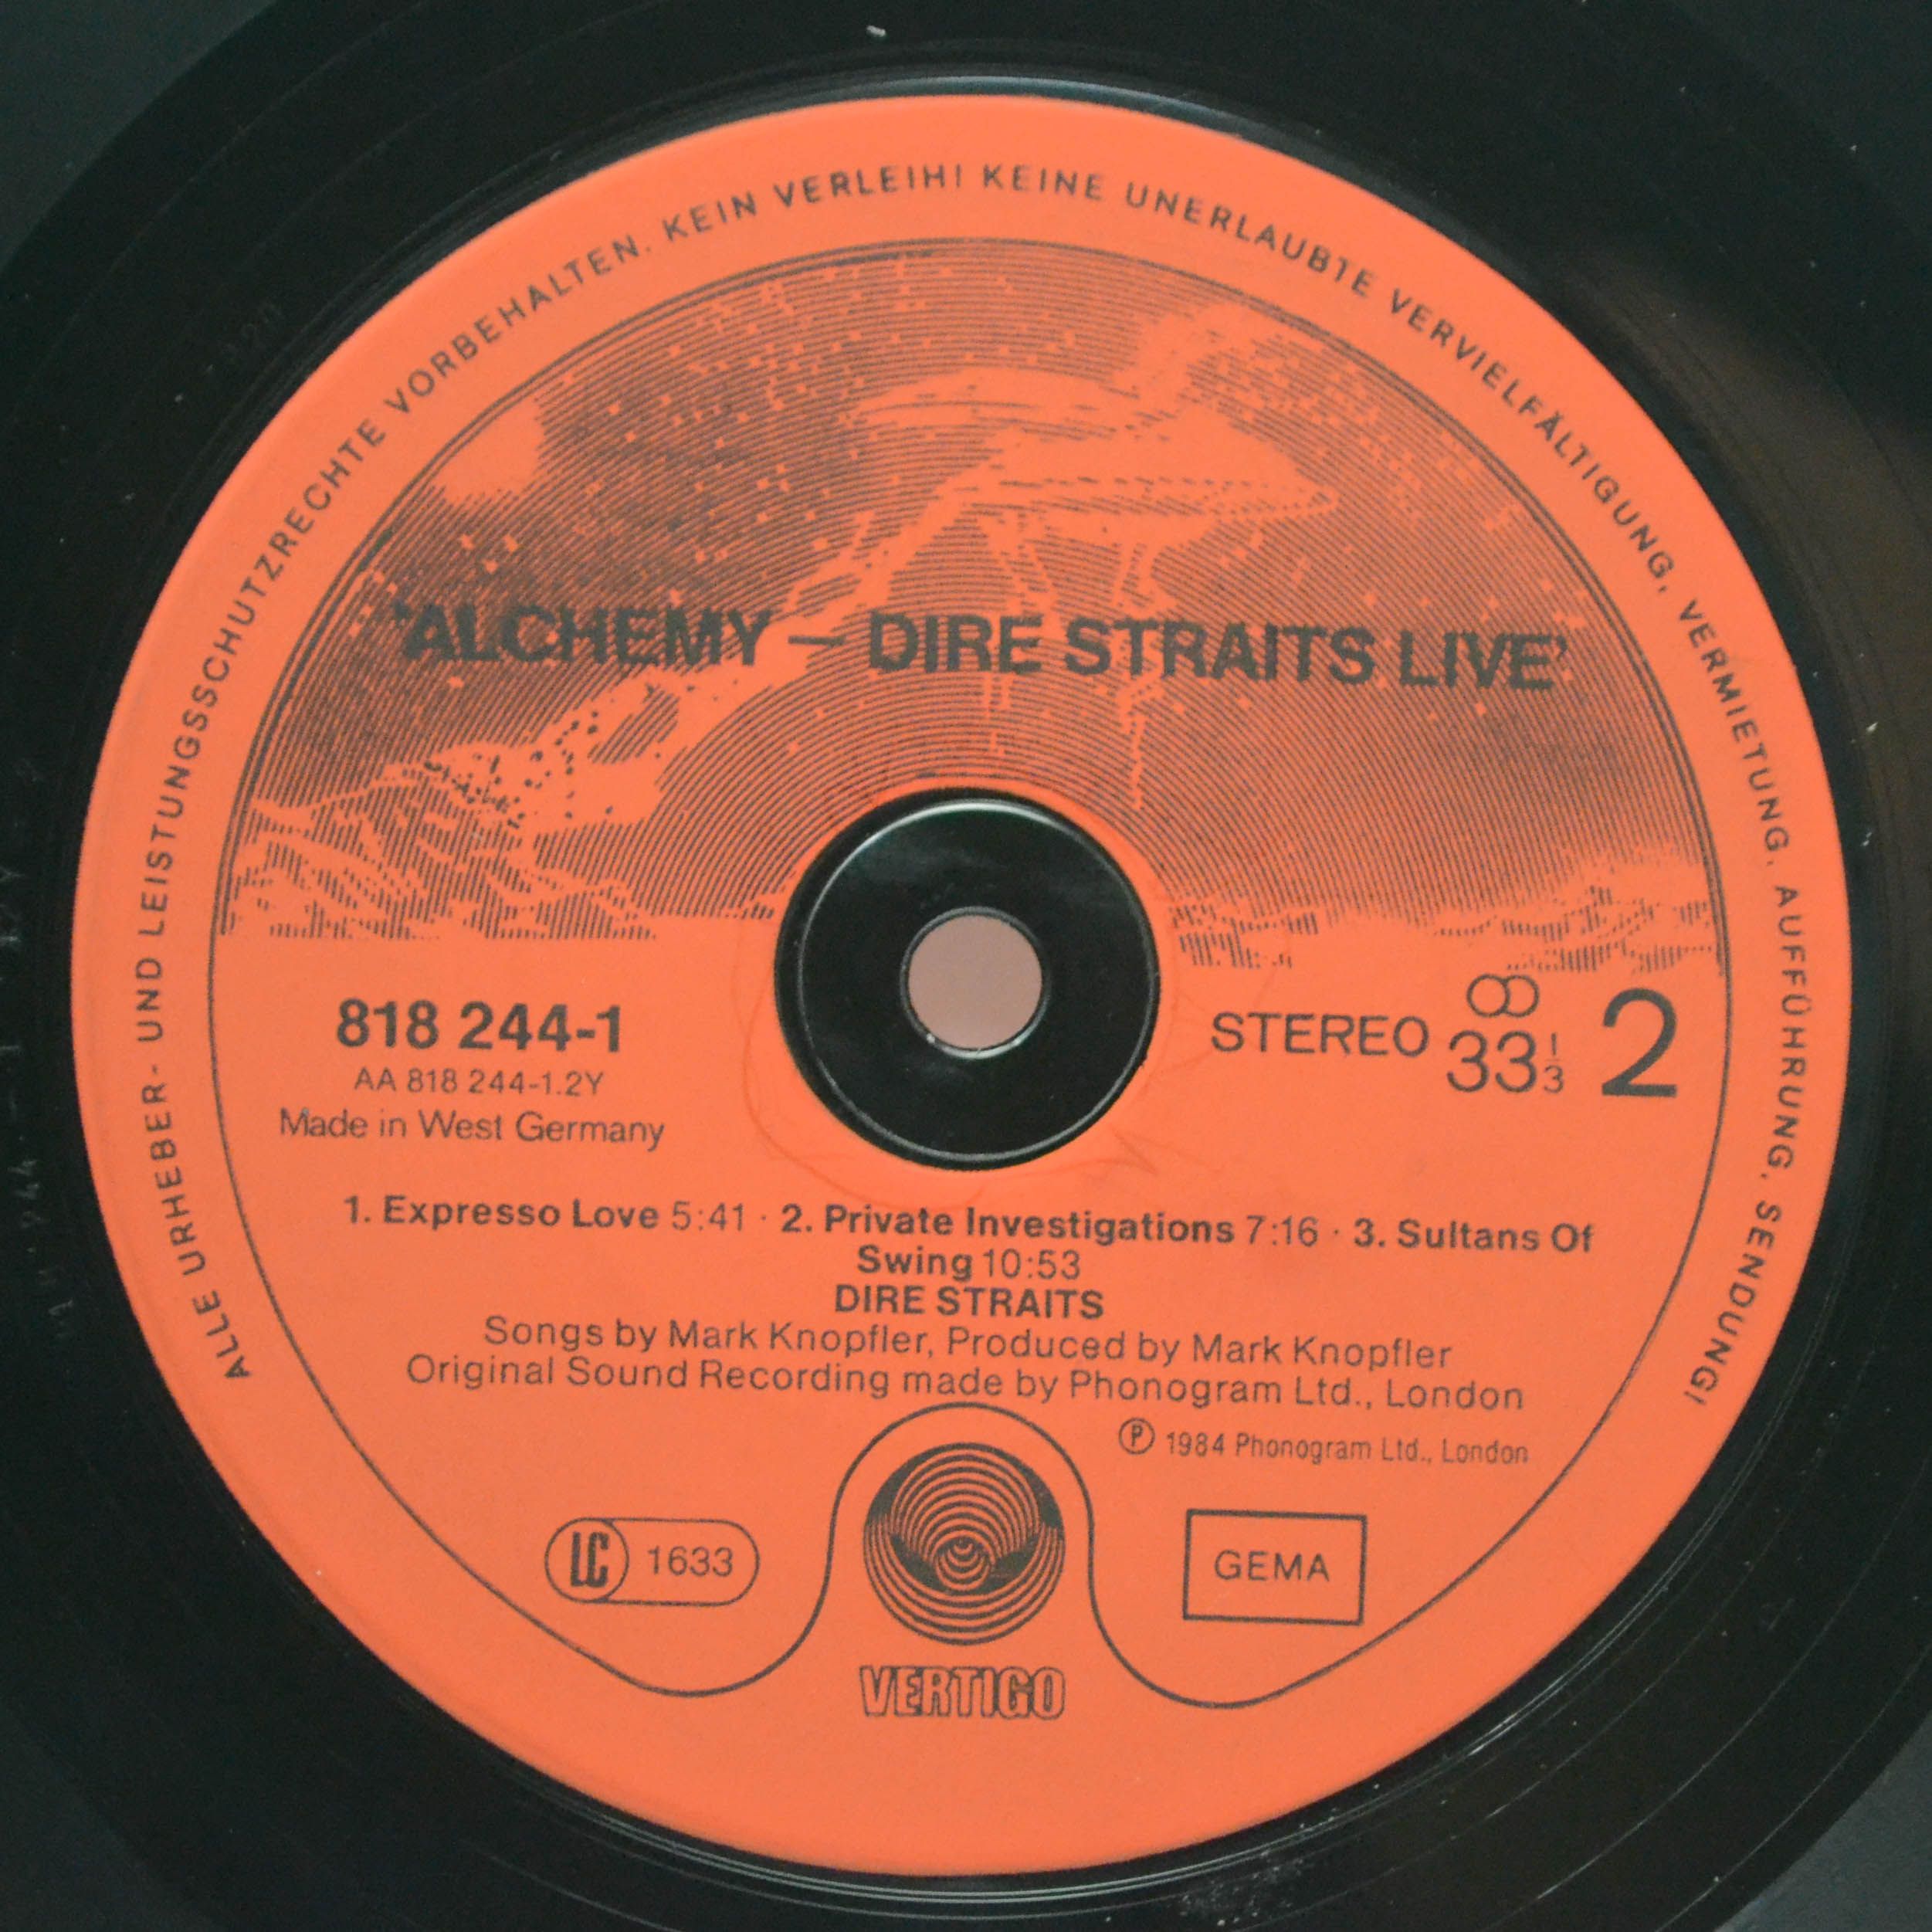 ALLE URHEBER- UND LEISTUNGSSCHUTZRECHTE VORBEHALTEN. KEIN VERLEIH! KEINE UNERLAUBTE VERVIELFÄLTIGUNG, VERMIETUNG, AUFFÜHRUNG, SENDUNG!
'ALCHEMY – DIRE STRAITS LIVE'
818 244-1
AA 818 244-1.2Y
Made in West Germany
STEREO 33 1/3 2
1. Expresso Love 5:41 · 2. Private Investigations 7:16 · 3. Sultans Of
Swing 10:53
DIRE STRAITS
Songs by Mark Knopfler, Produced by Mark Knopfler
Original Sound Recording made by Phonogram Ltd., London
℗ 1984 Phonogram Ltd., London
LC 1633
GEMA
VERTIGO